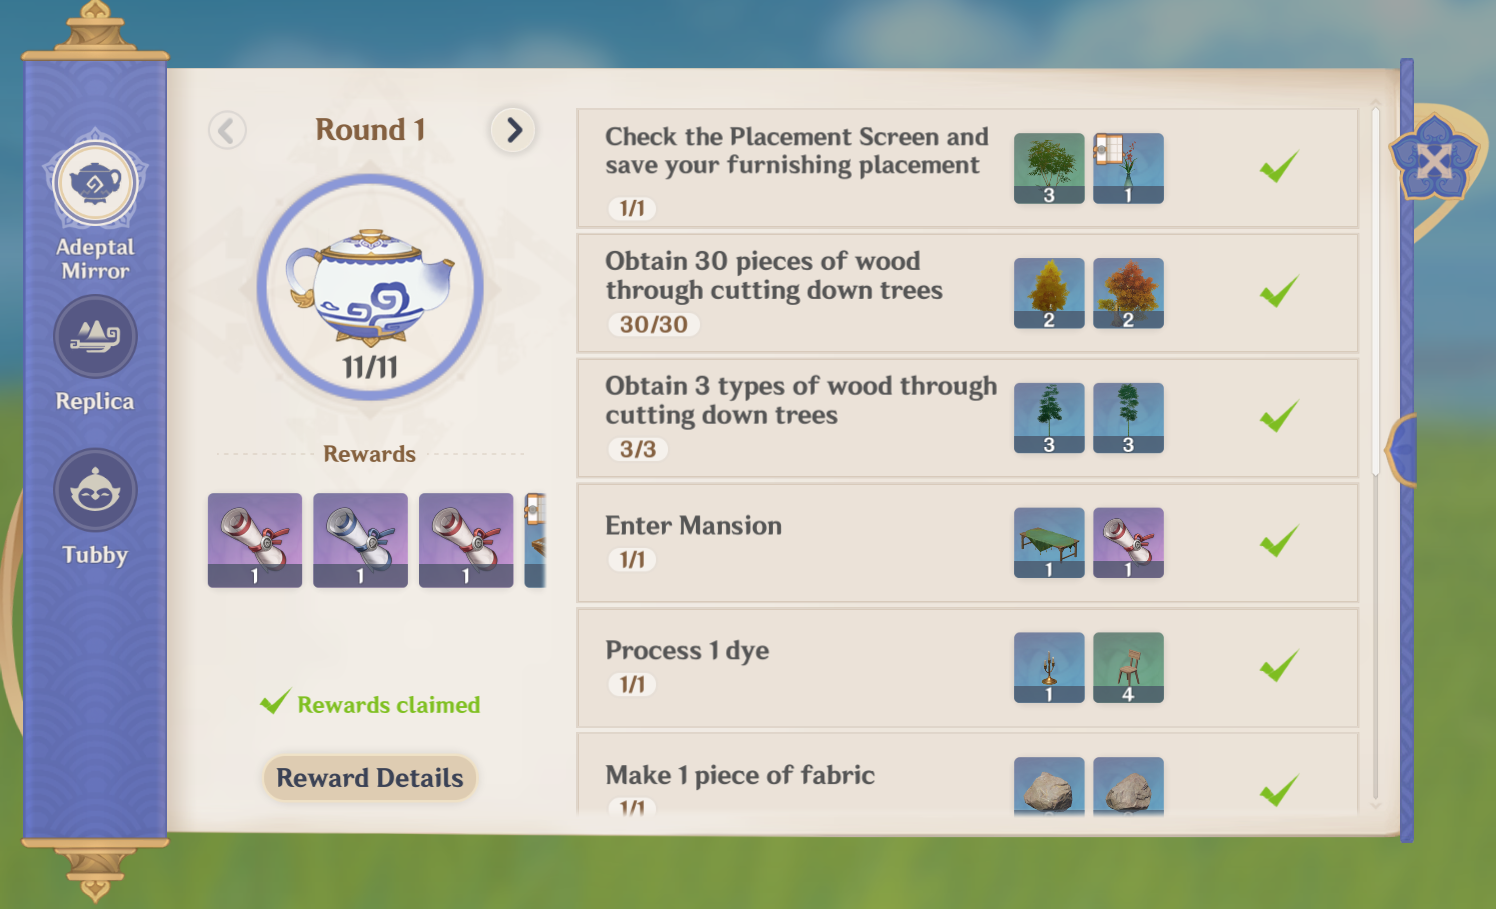 Adeptal
Mirror
Replica
Tubby
Round 1
11/11
Rewards
1
1
1
Rewards claimed
Reward Details
Check the Placement Screen and
save your furnishing placement
1/1
3
1
Obtain 30 pieces of wood
through cutting down trees
30/30
2
2
Obtain 3 types of wood through
cutting down trees
3/3
3
3
Enter Mansion
1/1
1
1
Process 1 dye
1/1
1
4
Make 1 piece of fabric
1/1